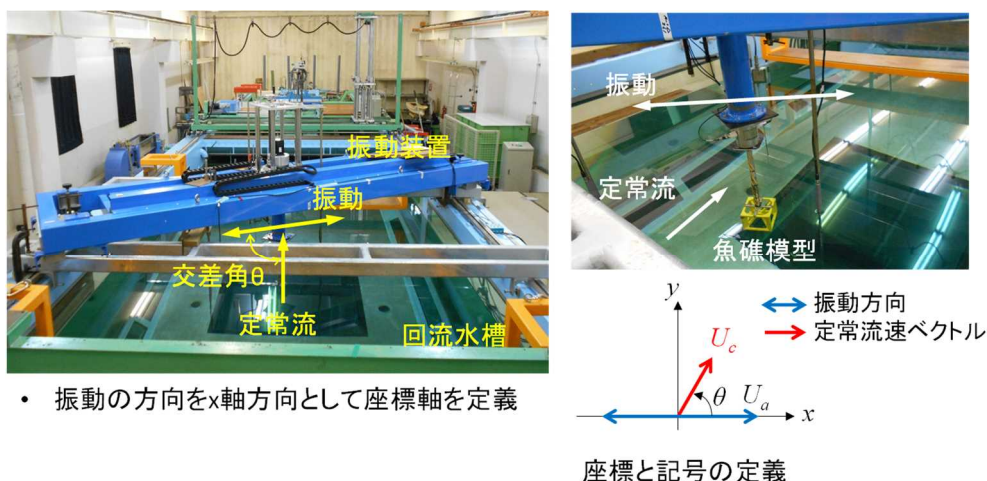 振動装置
振動
交差角θ
定常流
回流水槽
• 振動の方向をx軸方向として座標軸を定義
振動
定常流
魚礁模型
y
振動方向
定常流速ベクトル
U_c
θ
U_a
x
座標と記号の定義